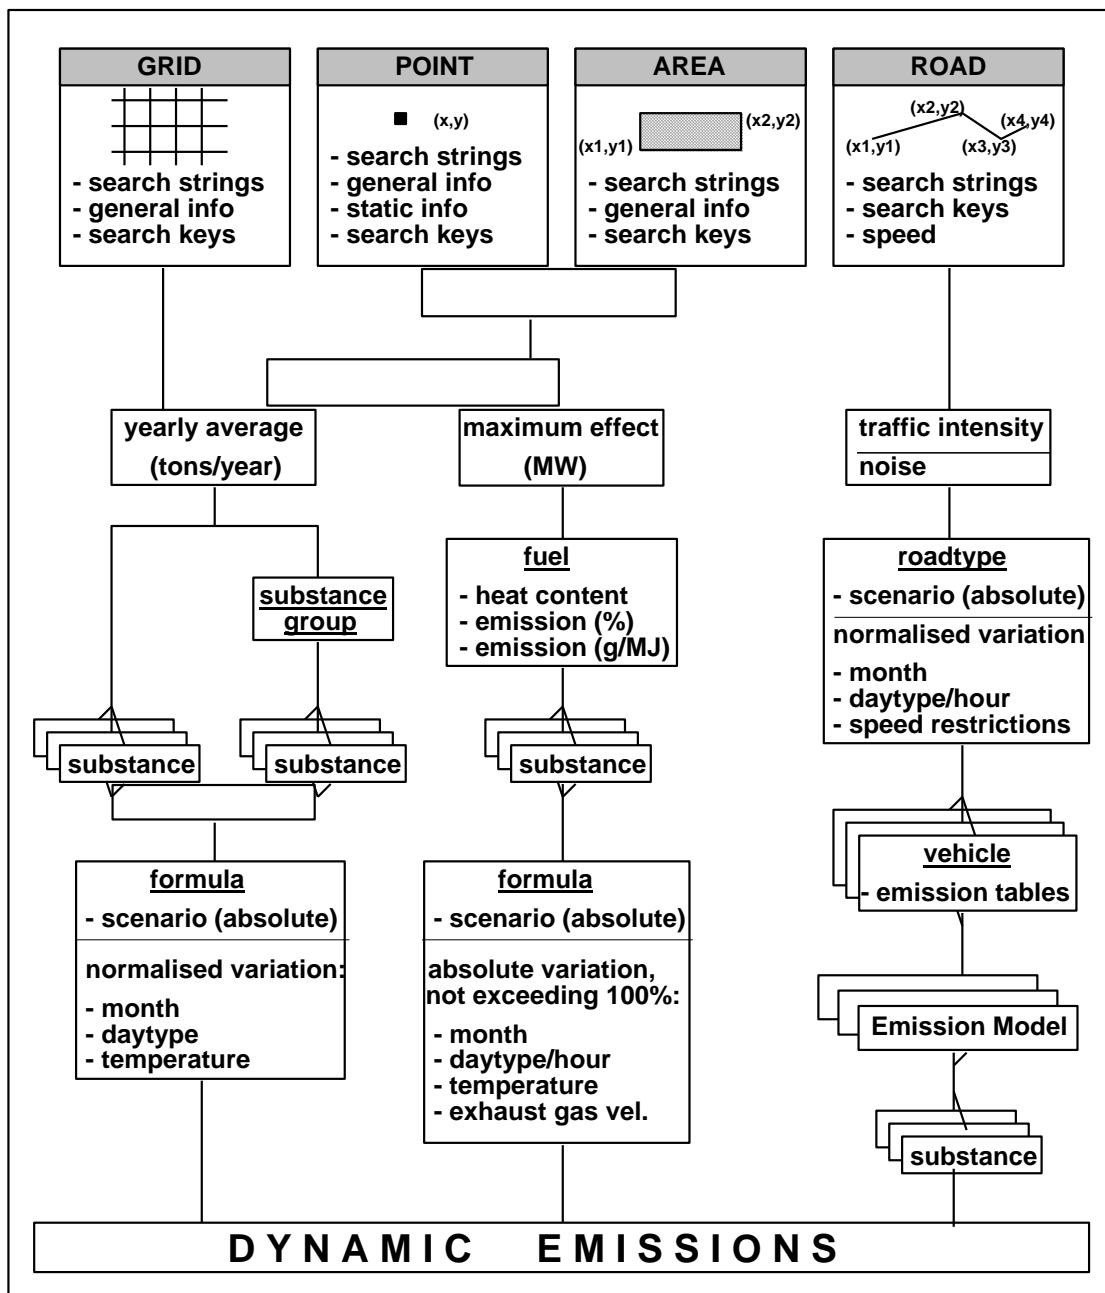 GRID
- search strings
- general info
- search keys
POINT
(x,y)
- search strings
- general info
- static info
- search keys
AREA
(x2,y2)
(x1,y1)
- search strings
- general info
- search keys
ROAD
(x2,y2)
(x4,y4)
(x1,y1)
(x3,y3)
- search strings
- search keys
- speed
yearly average
(tons/year)
maximum effect
(MW)
traffic intensity
noise
substance
group
fuel
- heat content
- emission (%)
- emission (g/MJ)
roadtype
- scenario (absolute)
normalised variation
- month
- daytype/hour
- speed restrictions
substance
substance
substance
vehicle
- emission tables
formula
- scenario (absolute)
normalised variation:
- month
- daytype
- temperature
formula
- scenario (absolute)
absolute variation,
not exceeding 100%:
- month
- daytype/hour
- temperature
- exhaust gas vel.
Emission Model
substance
DYNAMIC EMISSIONS